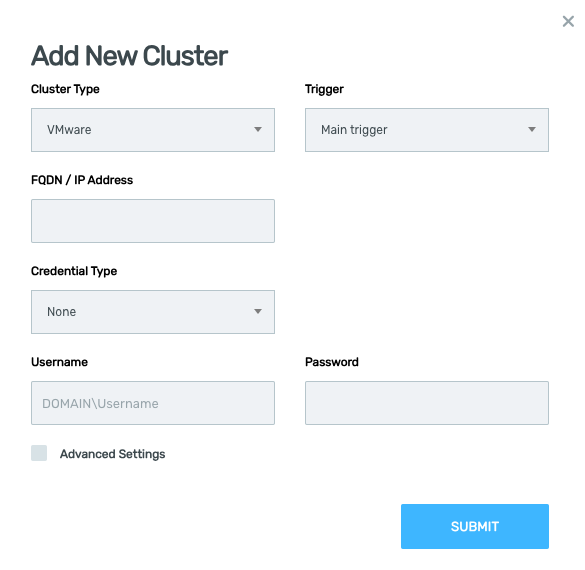 Add New Cluster
Cluster Type
Trigger
VMware
Main trigger
FQDN / IP Address
Credential Type
None
Username
Password
DOMAIN\Username
Advanced Settings
SUBMIT